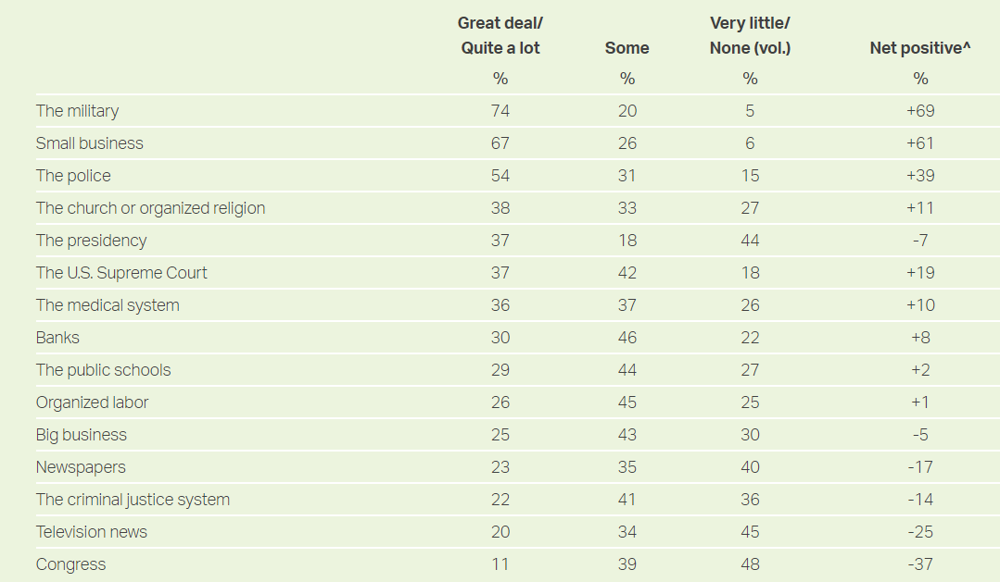 Great deal/ Very little/
Quite a lot Some None (vol.) Net positive^
% % % %
The military 74 20 5 +69
Small business 67 26 6 +61
The police 54 31 15 +39
The church or organized religion 38 33 27 +11
The presidency 37 18 44 -7
The U.S. Supreme Court 37 42 18 +19
The medical system 36 37 26 +10
Banks 30 46 22 +8
The public schools 29 44 27 +2
Organized labor 26 45 25 +1
Big business 25 43 30 -5
Newspapers 23 35 40 -17
The criminal justice system 22 41 36 -14
Television news 20 34 45 -25
Congress 11 39 48 -37